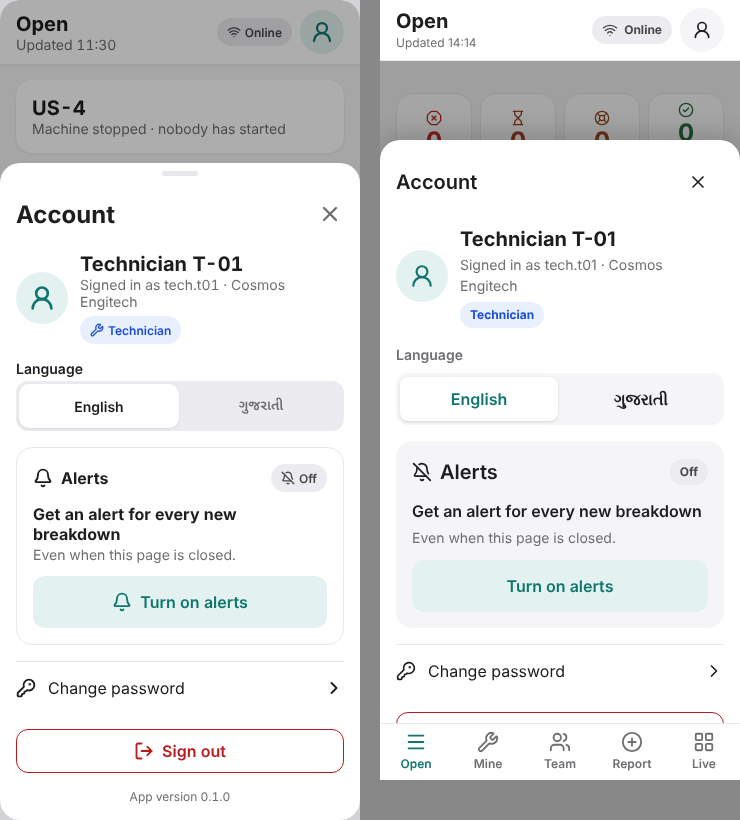 Open
Updated 11:30
Online
US-4
Machine stopped · nobody has started
Account
Technician T-01
Signed in as tech.t01 · Cosmos
Engitech
Technician
Language
English
ગુજરાતી
Alerts
Off
Get an alert for every new
breakdown
Even when this page is closed.
Turn on alerts
Change password
Sign out
App version 0.1.0
Open
Updated 14:14
Online
0
0
0
0
Account
Technician T-01
Signed in as tech.t01 · Cosmos
Engitech
Technician
Language
English
ગુજરાતી
Alerts
Off
Get an alert for every new breakdown
Even when this page is closed.
Turn on alerts
Change password
Open
Mine
Team
Report
Live